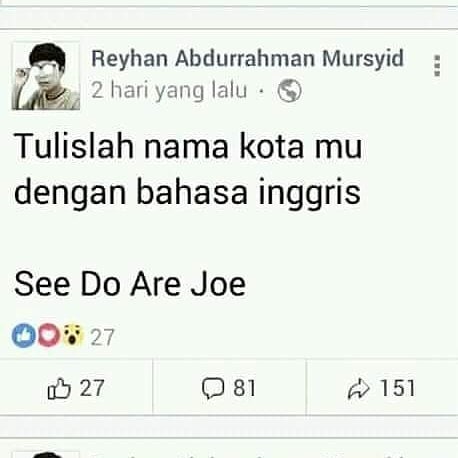 Reyhan Abdurrahman Mursyid
2 hari yang lalu ·
Tulislah nama kota mu
dengan bahasa inggris
See Do Are Joe
27
27 81 151